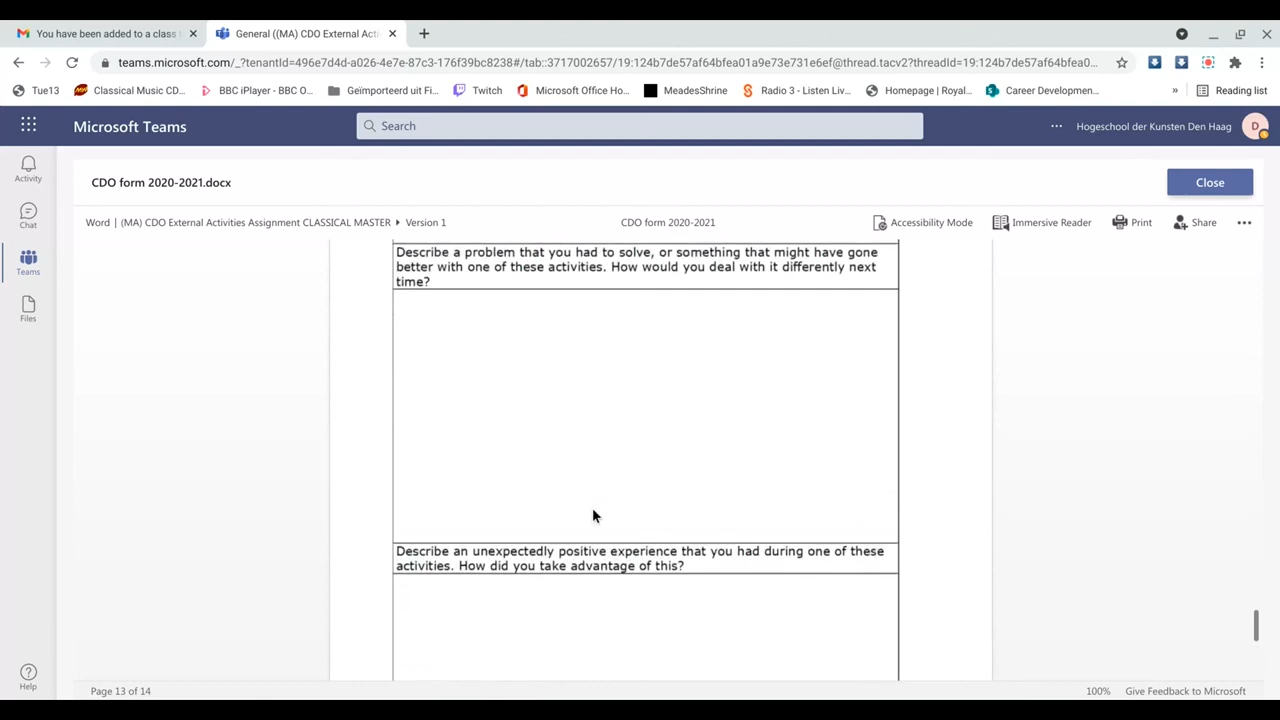 You have been added to a class t
General ((MA) CDO External Acti
teams.microsoft.com/_?tenantId=496e7d4d-a026-4e7e-87c3-176f39b98238#/tab::3717002657/19:124b7de57af64bfea01a9e73e731e6ef@thread.tacv2?threadId=19:124b7de57af64bfea0...
Tue13
Classical Music CD...
BBC iPlayer - BBC O...
Geïmporteerd uit Fi...
Twitch
Microsoft Office Ho...
MeadesShrine
Radio 3 - Listen Liv...
Homepage | Royal...
Career Developmen...
»
Reading list
Microsoft Teams
Search
Hogeschool der Kunsten Den Haag
D
Activity
Chat
Teams
Files
Help
CDO form 2020-2021.docx
Close
Word | (MA) CDO External Activities Assignment CLASSICAL MASTER
Version 1
CDO form 2020-2021
Accessibility Mode
Immersive Reader
Print
Share
Describe a problem that you had to solve, or something that might have gone
better with one of these activities. How would you deal with it differently next
time?
Describe an unexpectedly positive experience that you had during one of these
activities. How did you take advantage of this?
Page 13 of 14
100%
Give Feedback to Microsoft